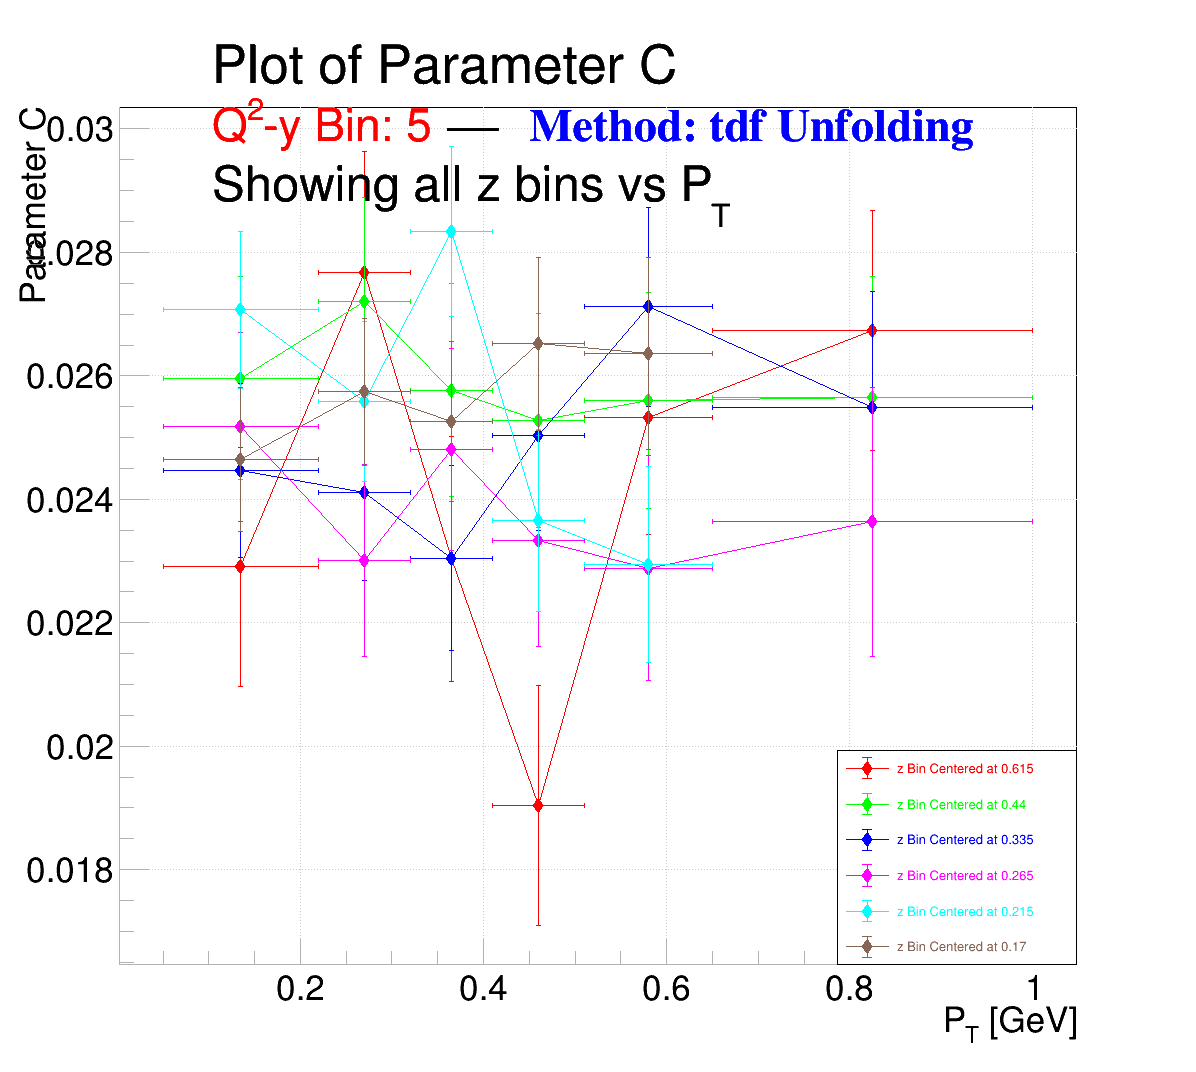 Plot of Parameter C
Q²-y Bin: 5 — Method: tdf Unfolding
Showing all z bins vs P_T
Parameter C
0.03
0.028
0.026
0.024
0.022
0.02
0.018
0.2 0.4 0.6 0.8 1
P_T [GeV]
z Bin Centered at 0.615
z Bin Centered at 0.44
z Bin Centered at 0.335
z Bin Centered at 0.265
z Bin Centered at 0.215
z Bin Centered at 0.17